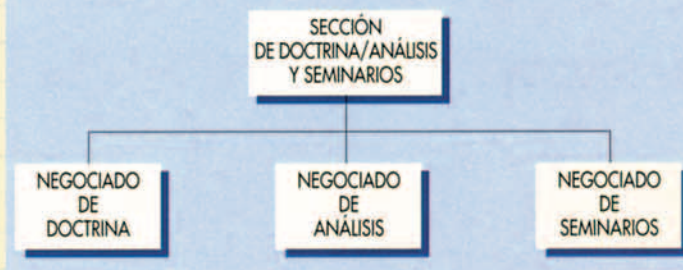 SECCIÓN
DE DOCTRINA/ANÁLISIS
Y SEMINARIOS
NEGOCIADO
DE
DOCTRINA
NEGOCIADO
DE
ANÁLISIS
NEGOCIADO
DE
SEMINARIOS